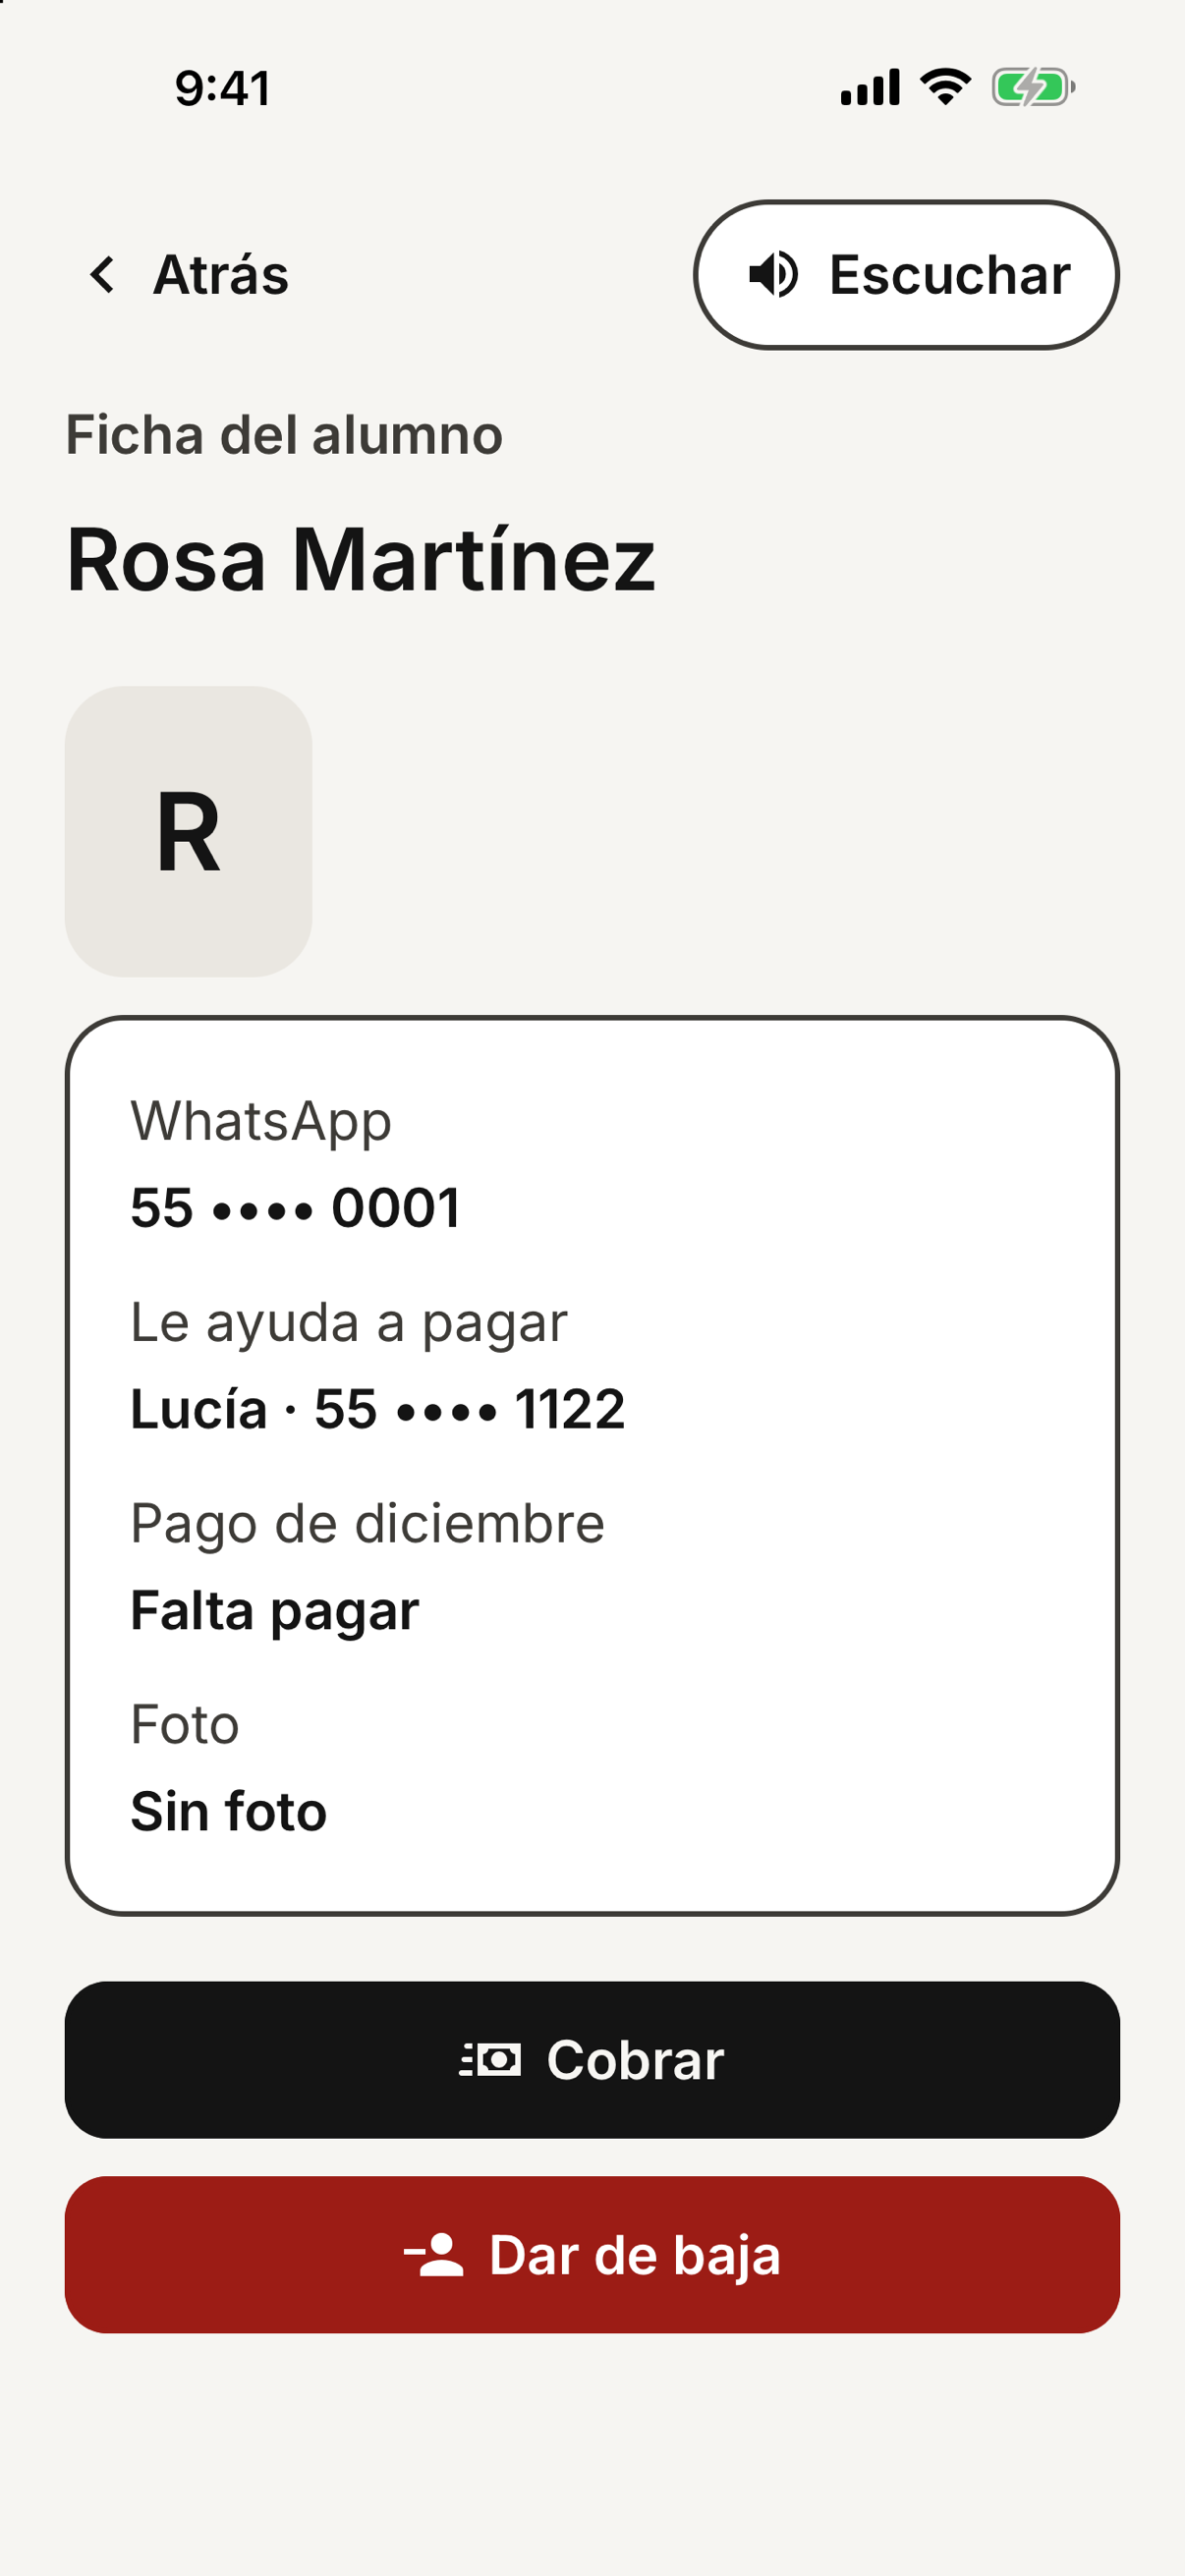 9:41
Atrás
Escuchar
Ficha del alumno
Rosa Martínez
R
WhatsApp
55 •••• 0001
Le ayuda a pagar
Lucía · 55 •••• 1122
Pago de diciembre
Falta pagar
Foto
Sin foto
Cobrar
Dar de baja